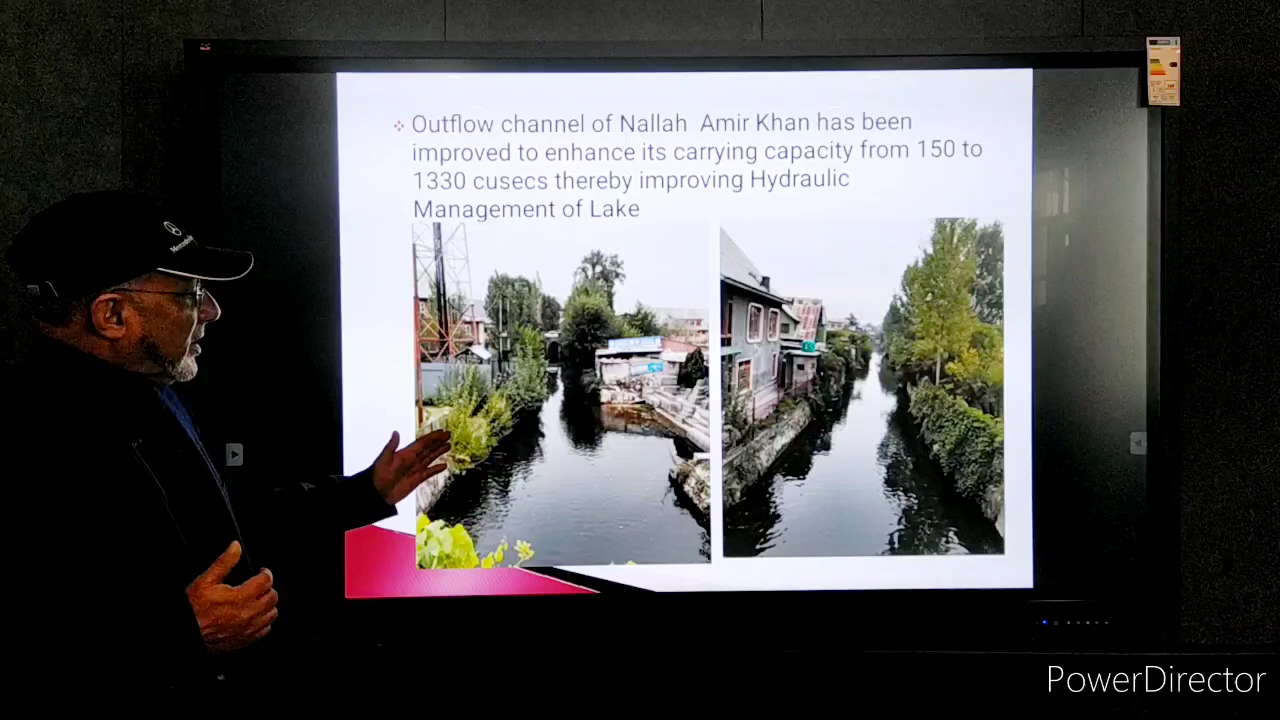 Outflow channel of Nallah Amir Khan has been
improved to enhance its carrying capacity from 150 to
1330 cusecs thereby improving Hydraulic
Management of Lake
PowerDirector